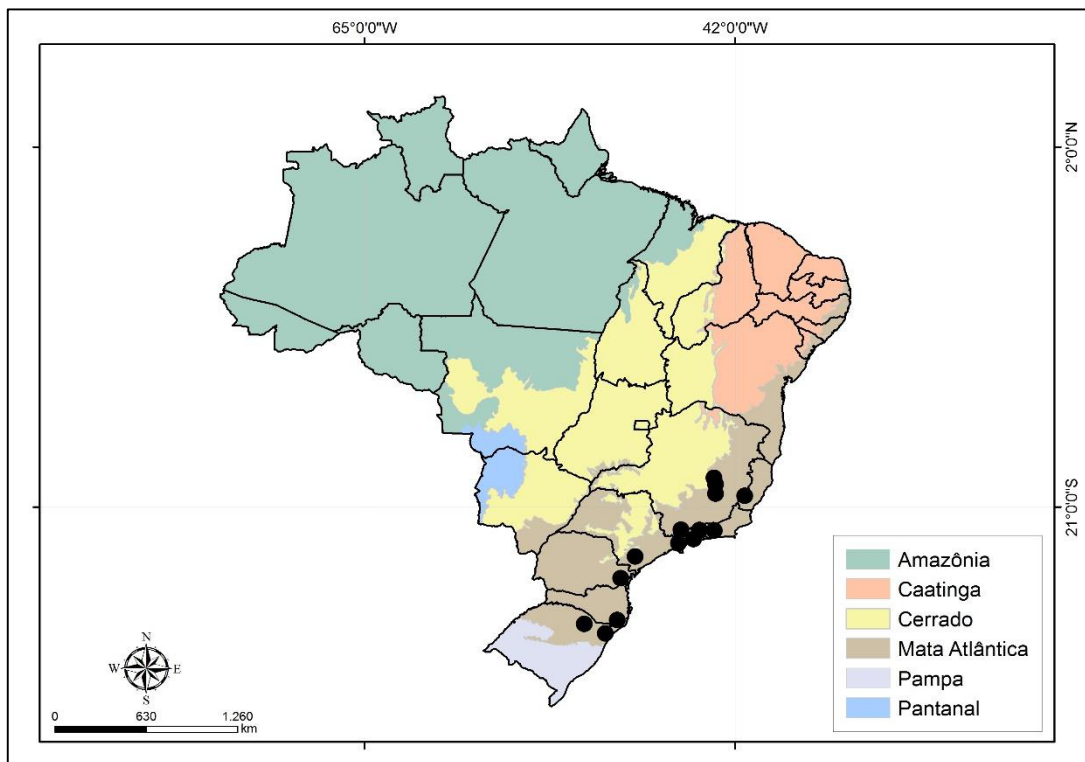 65°0'0"W 42°0'0"W
2°0'0"N
21°0'0"S
Amazônia
Caatinga
Cerrado
Mata Atlântica
Pampa
Pantanal
N
W E
S
0 630 1.260
km